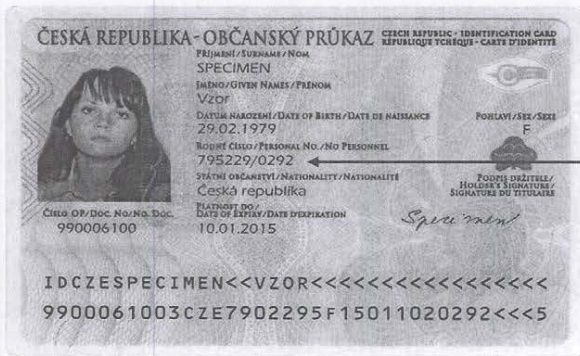 ČESKÁ REPUBLIKA - OBČANSKÝ PRŮKAZ
CZECH REPUBLIC - IDENTIFICATION CARD
RÉPUBLIQUE TCHÈQUE - CARTE D'IDENTITÉ
PŘÍJMENÍ / SURNAME / NOM
SPECIMEN
JMÉNO / GIVEN NAMES / PRÉNOM
Vzor
DATUM NAROZENÍ / DATE OF BIRTH / DATE DE NAISSANCE
29.02.1979
POHLAVÍ / SEX / SEXE
F
RODNÉ ČÍSLO / PERSONAL NO. / NO PERSONNEL
795229/0292
STÁTNÍ OBČANSTVÍ / NATIONALITY / NATIONALITÉ
Česká republika
PODPIS DRŽITELE /
HOLDER'S SIGNATURE /
SIGNATURE DU TITULAIRE
Specimen
ČÍSLO OP / DOC. NO. / NO. DOC.
990006100
PLATNOST DO /
DATE OF EXPIRY / DATE D'EXPIRATION
10.01.2015
IDCZESPECIMEN<<VZOR<<<<<<<<<<<<<<<<<
9900061003CZE7902295F15011020292<<<5